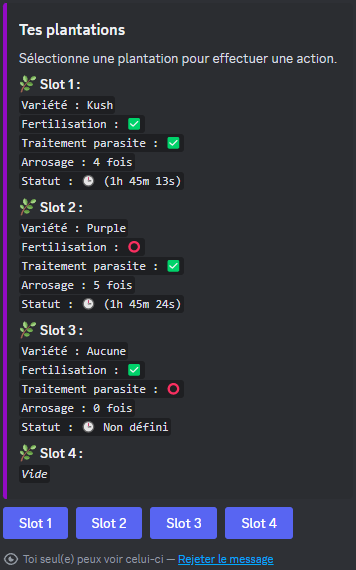 Tes plantations
Sélectionne une plantation pour effectuer une action.
🌿 Slot 1 :
Variété : Kush
Fertilisation : ✅
Traitement parasite : ✅
Arrosage : 4 fois
Statut : 🕒 (1h 45m 13s)
🌿 Slot 2 :
Variété : Purple
Fertilisation : ⭕
Traitement parasite : ✅
Arrosage : 5 fois
Statut : 🕒 (1h 45m 24s)
🌿 Slot 3 :
Variété : Aucune
Fertilisation : ✅
Traitement parasite : ⭕
Arrosage : 0 fois
Statut : 🕒 Non défini
🌿 Slot 4 :
Vide
Slot 1 Slot 2 Slot 3 Slot 4
Toi seul(e) peux voir celui-ci — Rejeter le message